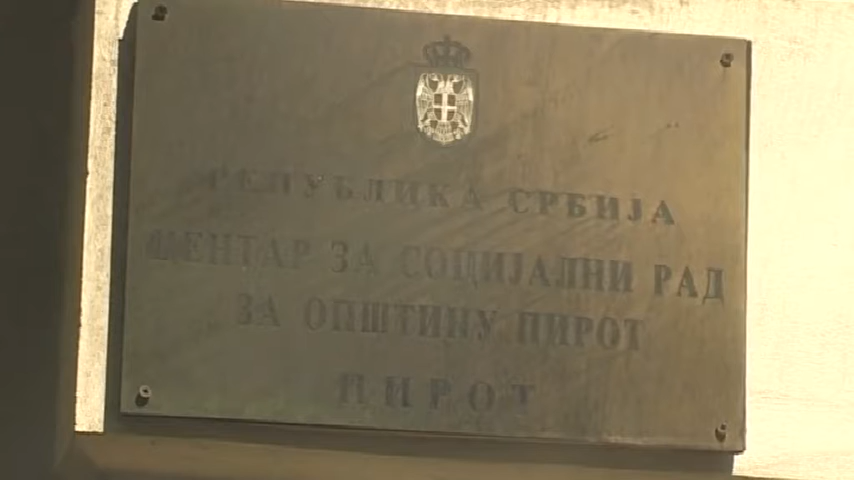 РЕПУБЛИКА СРБИЈА
ЦЕНТАР ЗА СОЦИЈАЛНИ РАД
ЗА ОПШТИНУ ПИРОТ
ПИРОТ